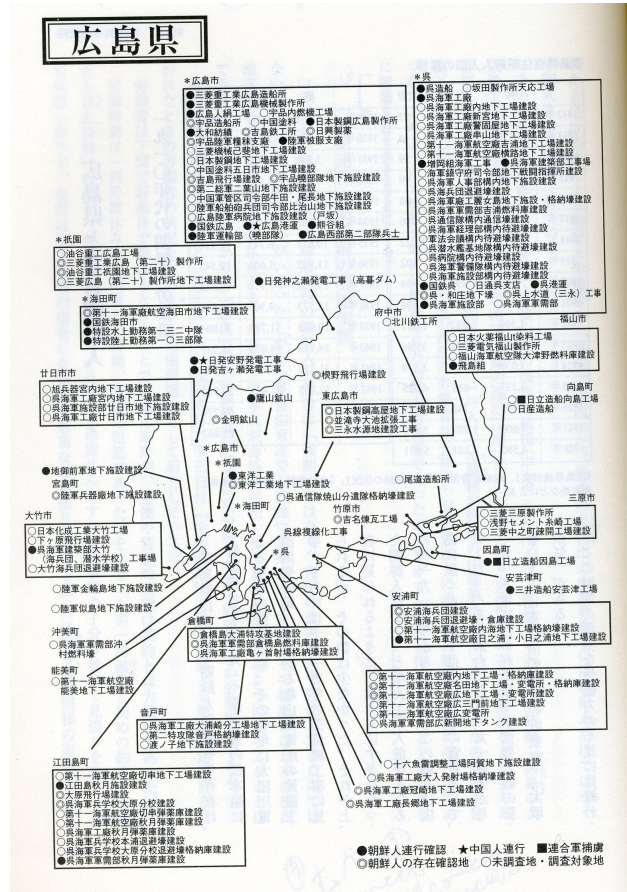 広島県
＊広島市
●三菱重工業広島造船所
●三菱重工業広島機械製作所
●広島人絹工場 ○宇品内燃機工場
◎宇品造船所 ○中国塗料 ●日本製鋼広島製作所
●大和紡績 ◎吉島鉄工所 ◎日興製薬
◎宇品陸軍糧秣支廠 ●陸軍被服支廠
○三菱機械己斐地下工場建設
○日本製鋼地下工場建設
○中国塗料五日市地下工場建設
○吉島飛行場建設 ◎宇品暁部隊地下施設建設
◎第二総軍二葉山地下施設建設
○中国軍管区司令部牛田・尾長地下施設建設
○陸軍船舶砲兵団司令部比治山地下施設建設
○広島陸軍病院地下施設建設（戸坂）
●国鉄広島 ●★広島港運 ●熊谷組
●陸軍運輸部（曉部隊） ●広島西部第二部隊兵士
＊呉
●呉造船 ○坂田製作所天応工場
●呉海軍工廠
○呉海軍工廠内地下工場建設
○呉海軍工廠新宮地下工場建設
○呉海軍工廠警固屋地下工場建設
○呉海軍工廠串山地下工場建設
○第十一海軍航空廠吉浦地下工場建設
○第十一海軍航空廠横路地下工場建設
●増岡組海軍工事 ●呉海軍建築部工事場
○海軍鎮守府司令部地下戦闘指揮所建設
○呉海軍人事部構内地下施設建設
○呉海兵団退避壕建設
○呉海軍工廠工廠女島地下施設・格納壕建設
○呉海軍軍需部吉浦燃料庫建設
○呉通信隊構内通信壕建設
○呉海軍経理部構内待避壕建設
○軍法会議構内待避壕建設
○潜水艦基地隊構内待避壕建設
○呉病院構内待避壕建設
○呉海軍警備隊構内待避壕建設
○呉海軍施設部構内待避壕建設
●国鉄呉 ○日通呉支店 ●呉港運
◎呉・和庄地下壕 ◎呉上水道（三永）工事
●呉海軍施設部 ○呉海軍軍需部
＊祇園
○油谷重工広島工場
◎三菱重工業広島（第二十）製作所
◎油谷重工祇園地下工場建設
○三菱広島（第二十）製作所地下工場建設
＊海田町
◎第十一海軍廠航空海田市地下工場建設
●国鉄海田市
●特設水上勤務第一三二中隊
●特設陸上勤務第一〇三部隊
●日発神之瀬発電工事（高暮ダム）
府中市
○北川鉄工所
福山市
○日本火薬福山染料工場
○三菱電気福山製作所
○福山海軍航空隊大津野燃料庫建設
●飛島組
●★日発安野発電工事
●日発吉ヶ瀬発電工事
廿日市市
○旭兵器宮内地下工場建設
○呉海軍工廠宮内地下工場建設
○呉海軍施設部廿日市地下施設建設
○呉海軍工廠廿日市地下工場建設
●鷹山鉱山
◎金明鉱山
◎楔野飛行場建設
東広島市
◎日本製鋼高屋地下工場建設
◎並滝寺大池拡張工事
◎三永水源地建設工事
向島町
○■日立造船向島工場
○日産造船
＊広島市
＊祇園
●東洋工業
◎東洋工業地下工場建設
●地御前軍地下施設建設
宮島町
◎陸軍兵器廠地下施設建設
＊海田町
○呉通信隊焼山分遣隊格納壕建設
○尾道造船所
竹原市
◎吉名煉瓦工場
三原市
○三菱三原製作所
○浅野セメント糸崎工場
○三菱中之町疎開工場建設
大竹市
○日本化成工業大竹工場
○下ヶ原飛行場建設
●呉海軍建築部大竹
（海兵団、潜水学校）工事場
○大竹海兵団退避壕建設
呉線複線化工事
＊呉
因島町
●■日立造船因島工場
安芸津町
●三井造船安芸津工場
○陸軍金輪島地下施設建設
○陸軍似島地下施設建設
安浦町
◎安浦海兵団建設
○安浦海兵団退避壕・倉庫建設
○第十一海軍航空廠内海地下工場格納壕建設
●第十一海軍航空廠日之浦・小日之浦地下工場建設
倉橋町
○倉橋島大浦特攻基地建設
◎呉海軍軍需部倉橋島燃料庫建設
○呉海軍工廠亀ヶ首射場格納壕建設
沖美町
○呉海軍軍需部沖
村燃料壕
能美町
○第十一海軍航空廠
能美地下工場建設
○第十一海軍航空廠内地下工場・格納庫建設
◎第十一海軍航空廠名田地下工場・変電所・格納庫建設
◎第十一海軍航空廠広地下工場・変電所建設
○第十一海軍航空廠広三門前地下工場建設
○第十一海軍航空廠広変電所
○呉海軍軍需部広新開地下タンク建設
音戸町
○呉海軍工廠大浦崎分工場地下工場建設
○第二特攻隊音戸格納壕建設
○渡ノ子地下施設建設
江田島町
○第十一海軍航空廠切串地下工場建設
●江田島秋月施設建設
◎大原飛行場建設
◎呉海軍兵学校大原分校建設
○第十一海軍航空廠切串弾薬庫建設
○第十一海軍航空廠秋月弾薬庫建設
○呉海軍工廠秋月弾薬庫建設
○呉海軍兵学校本浦退避壕建設
○呉海軍兵学校大原分校退避壕格納庫建設
●呉海軍軍需部秋月弾薬庫建設
○十六魚雷調整工場阿賀地下施設建設
○呉海軍工廠大入発射場格納壕建設
◎呉海軍工廠冠崎地下工場建設
◎呉海軍工廠長郷地下工場建設
●朝鮮人連行確認 ★中国人連行 ■連合軍捕虜
◎朝鮮人の存在確認地 ○未調査地・調査対象地